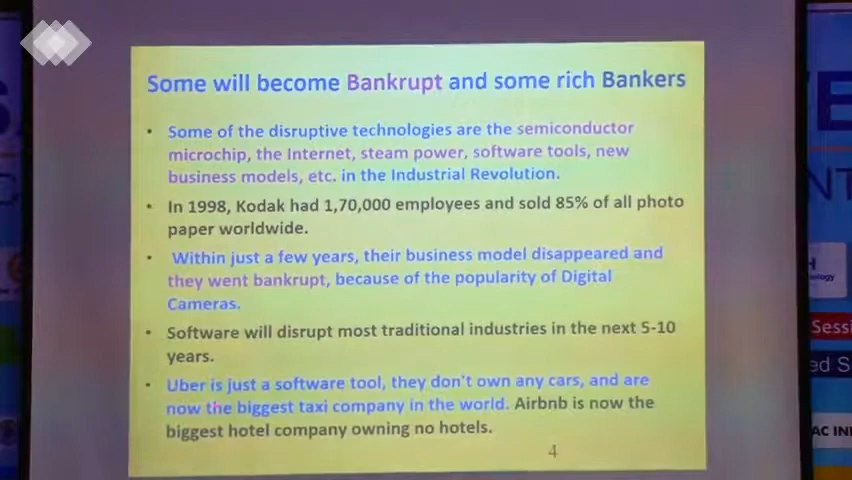 Some will become Bankrupt and some rich Bankers
• Some of the disruptive technologies are the semiconductor
microchip, the Internet, steam power, software tools, new
business models, etc. in the Industrial Revolution.
• In 1998, Kodak had 1,70,000 employees and sold 85% of all photo
paper worldwide.
• Within just a few years, their business model disappeared and
they went bankrupt, because of the popularity of Digital
Cameras.
• Software will disrupt most traditional industries in the next 5-10
years.
• Uber is just a software tool, they don't own any cars, and are
now the biggest taxi company in the world. Airbnb is now the
biggest hotel company owning no hotels.
4